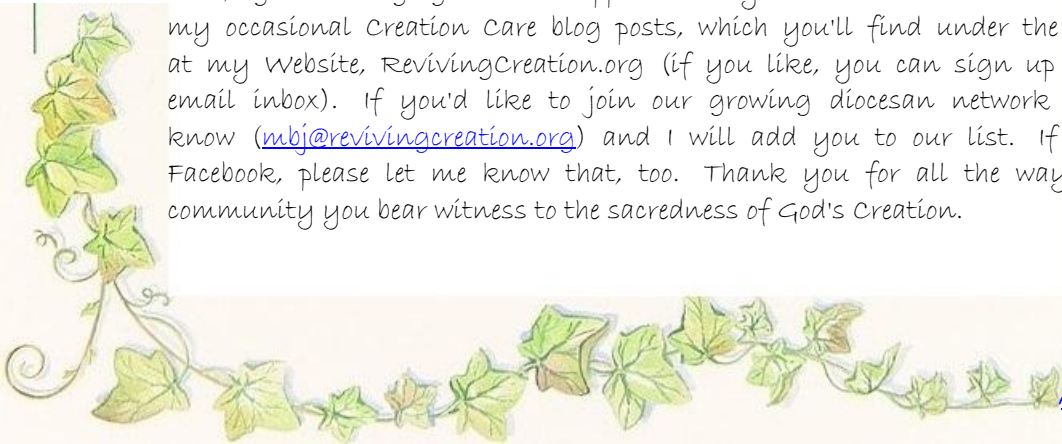 my occasional Creation Care blog posts, which you'll find under the
at my Website, RevivingCreation.org (if you like, you can sign up
email inbox). If you'd like to join our growing diocesan network
know (mbj@revivingcreation.org) and I will add you to our list. If
Facebook, please let me know that, too. Thank you for all the way
community you bear witness to the sacredness of God's Creation.